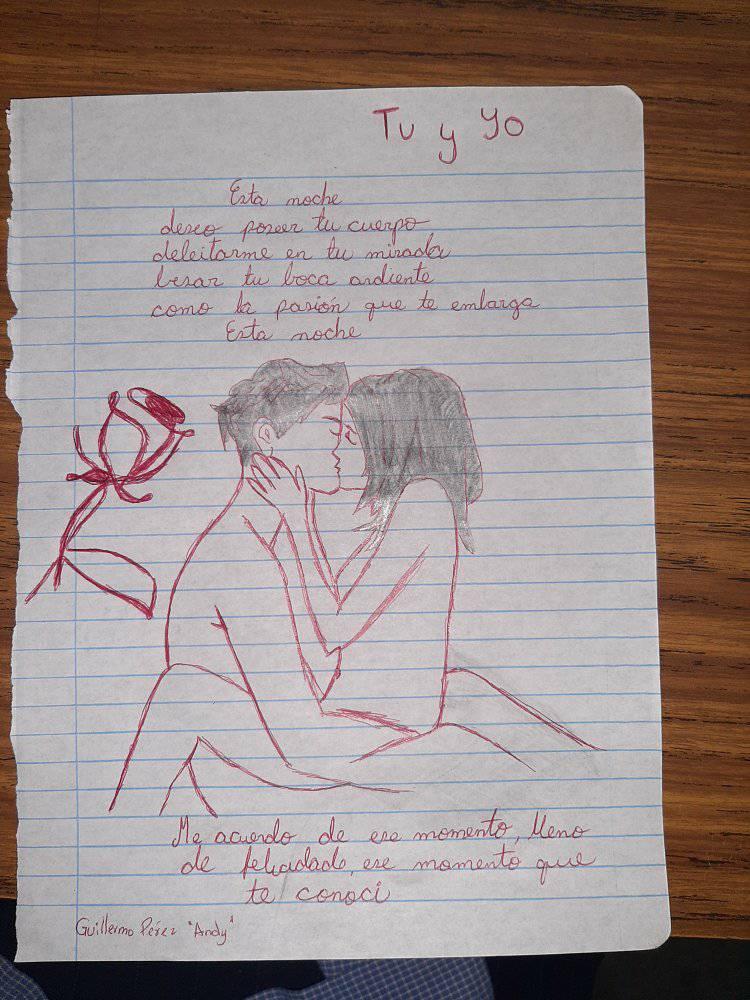 Tu y Yo
Esta noche
deseo poseer tu cuerpo
deleitarme en tu mirada
besar tu boca ardiente
como la pasión que te embarga
Esta noche
Me acuerdo de ese momento, lleno
de felicidado, ese momento que
te conoci
Guillermo Pérez "Andy"